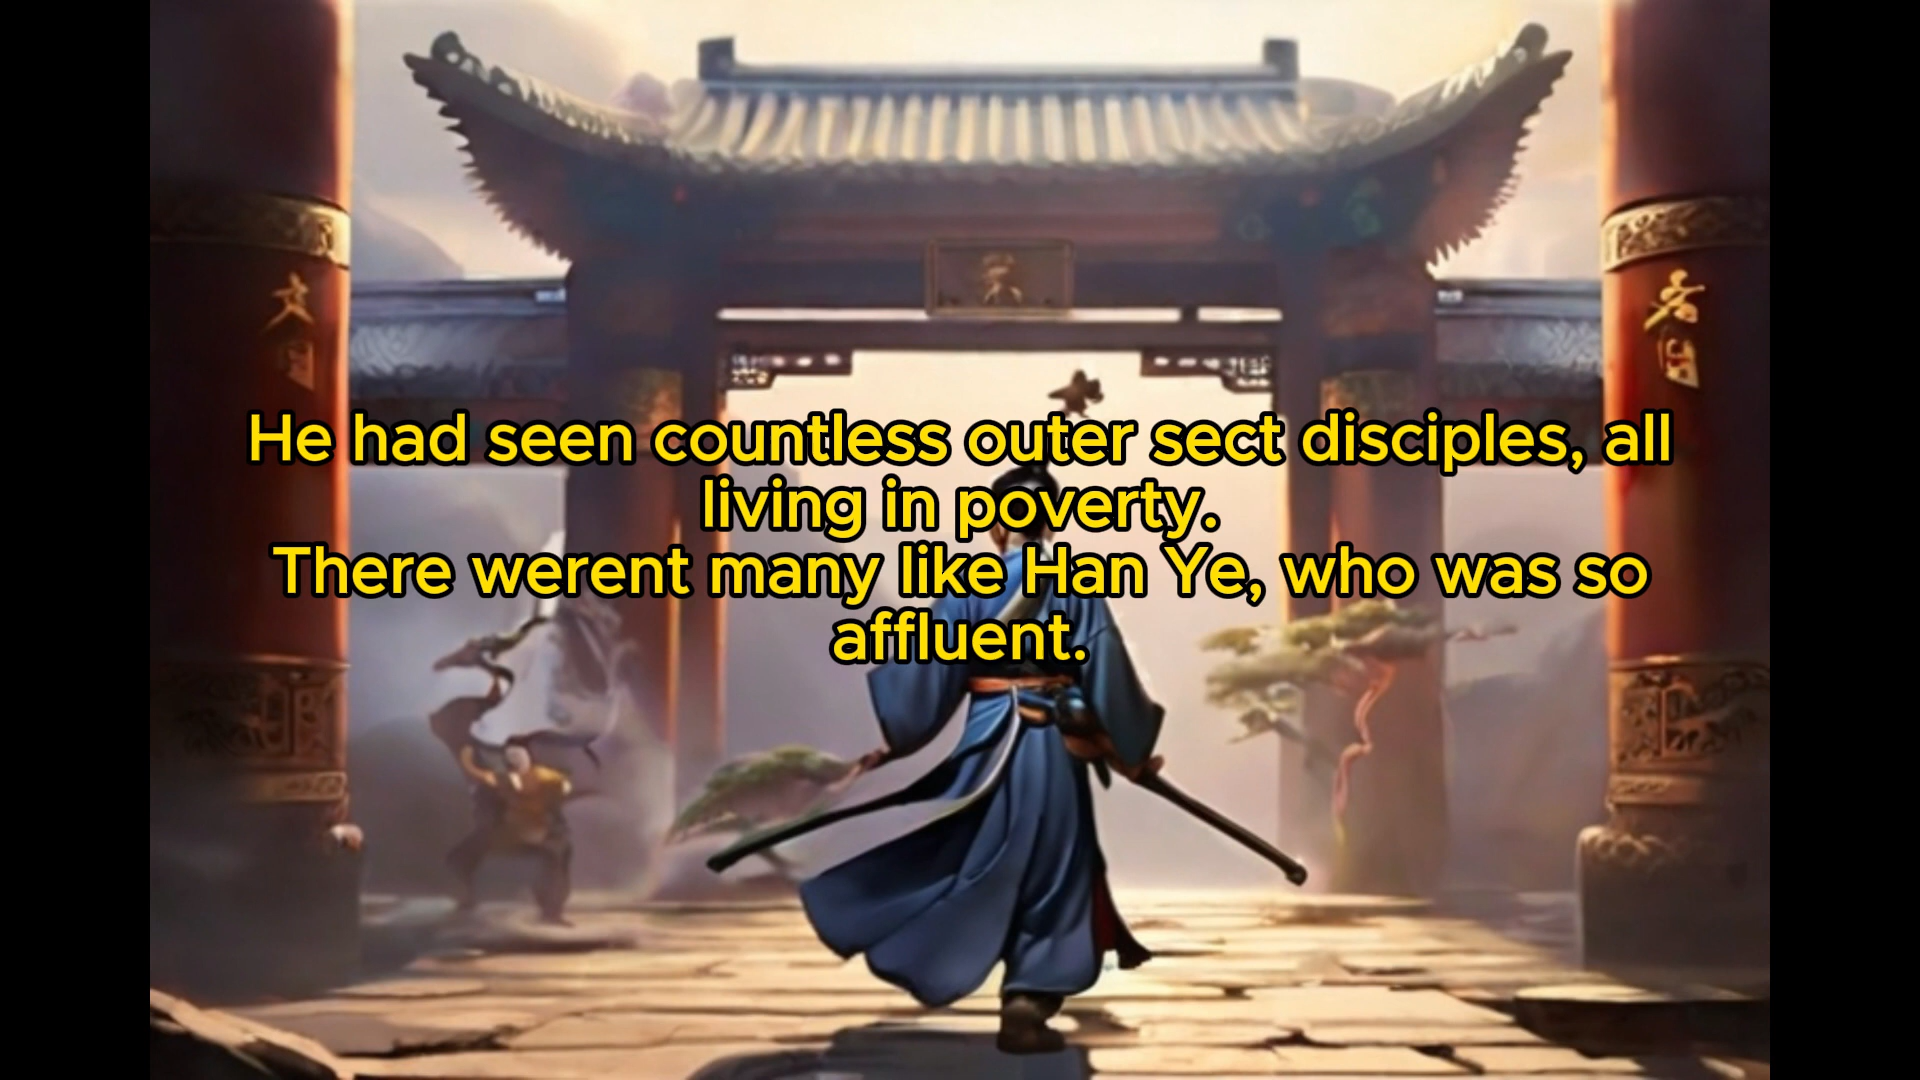 He had seen countless outer sect disciples, all
living in poverty.
There werent many like Han Ye, who was so
affluent.